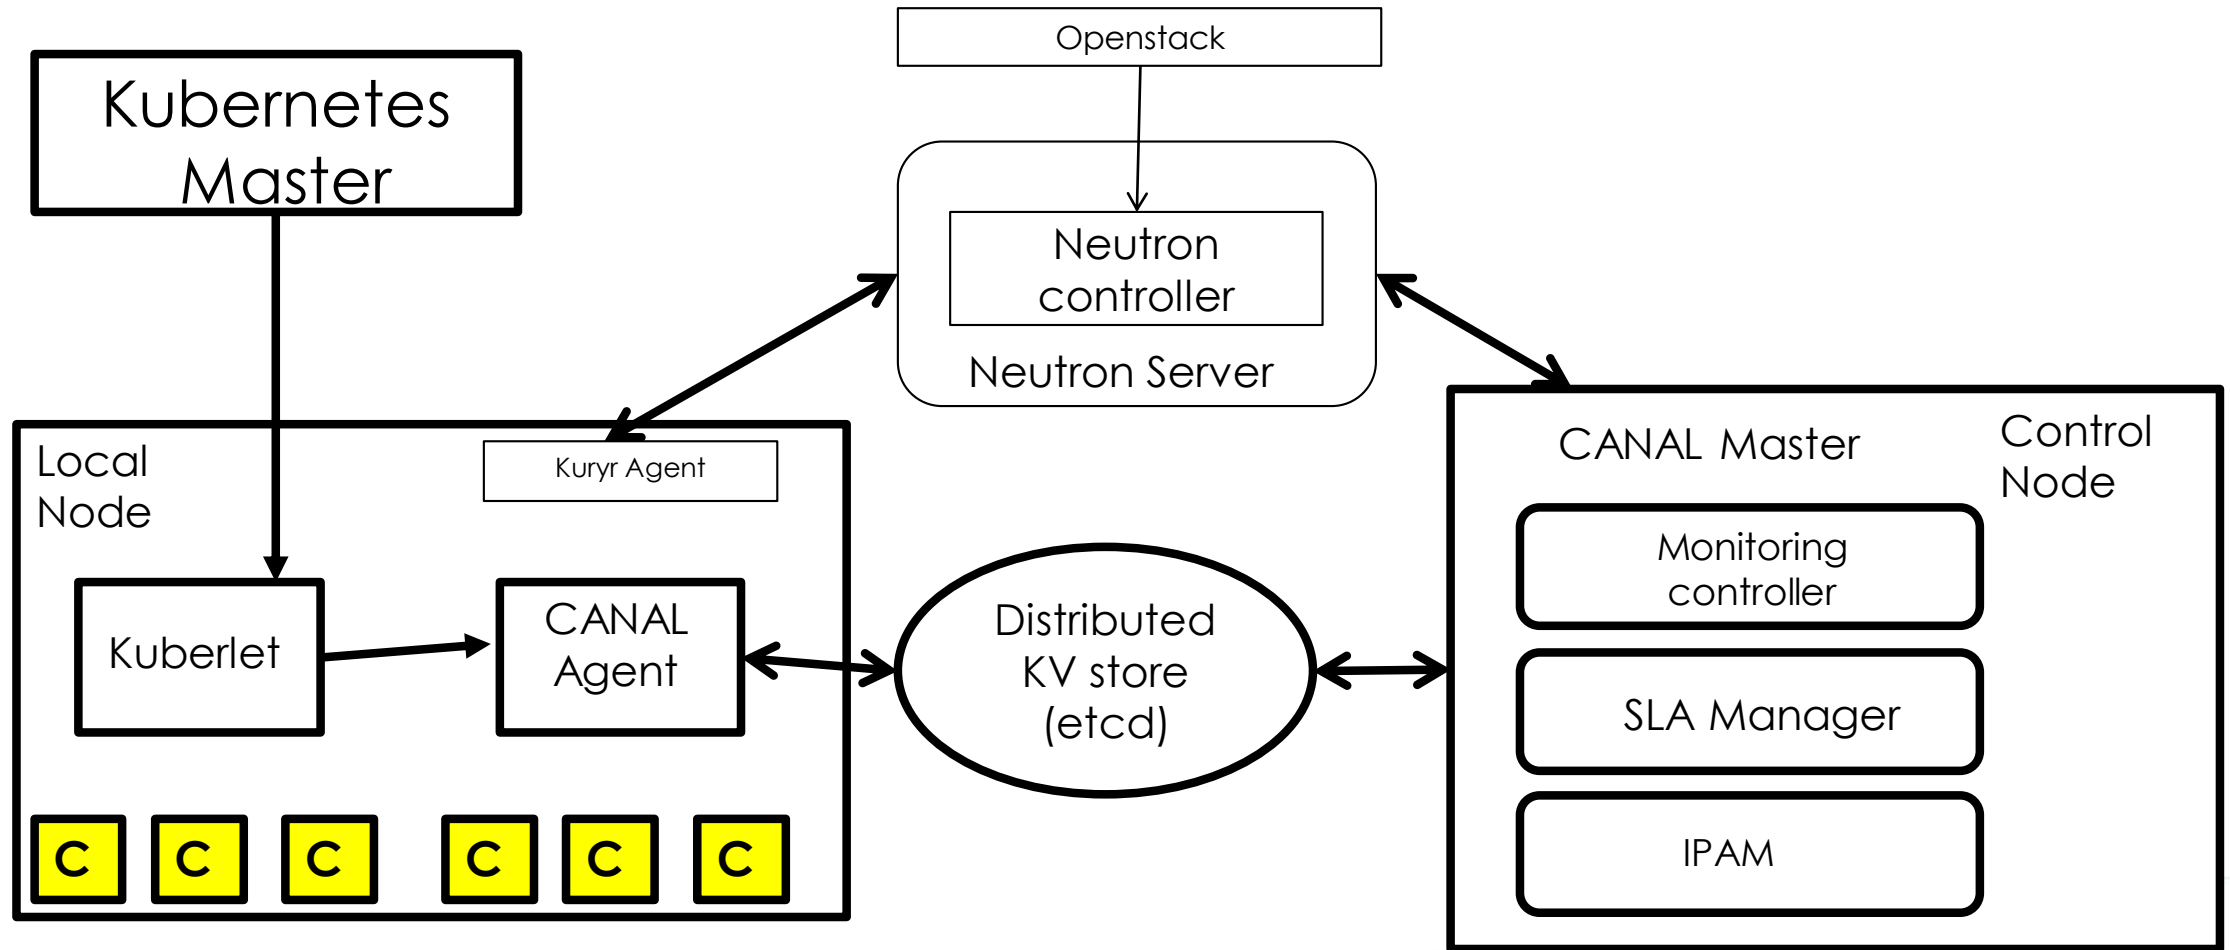 Openstack
Kubernetes
Master
Neutron
controller
Neutron Server
Local
Node
Kuryr Agent
Kuberlet
CANAL
Agent
C C C C C C
Distributed
KV store
(etcd)
CANAL Master
Control
Node
Monitoring
controller
SLA Manager
IPAM